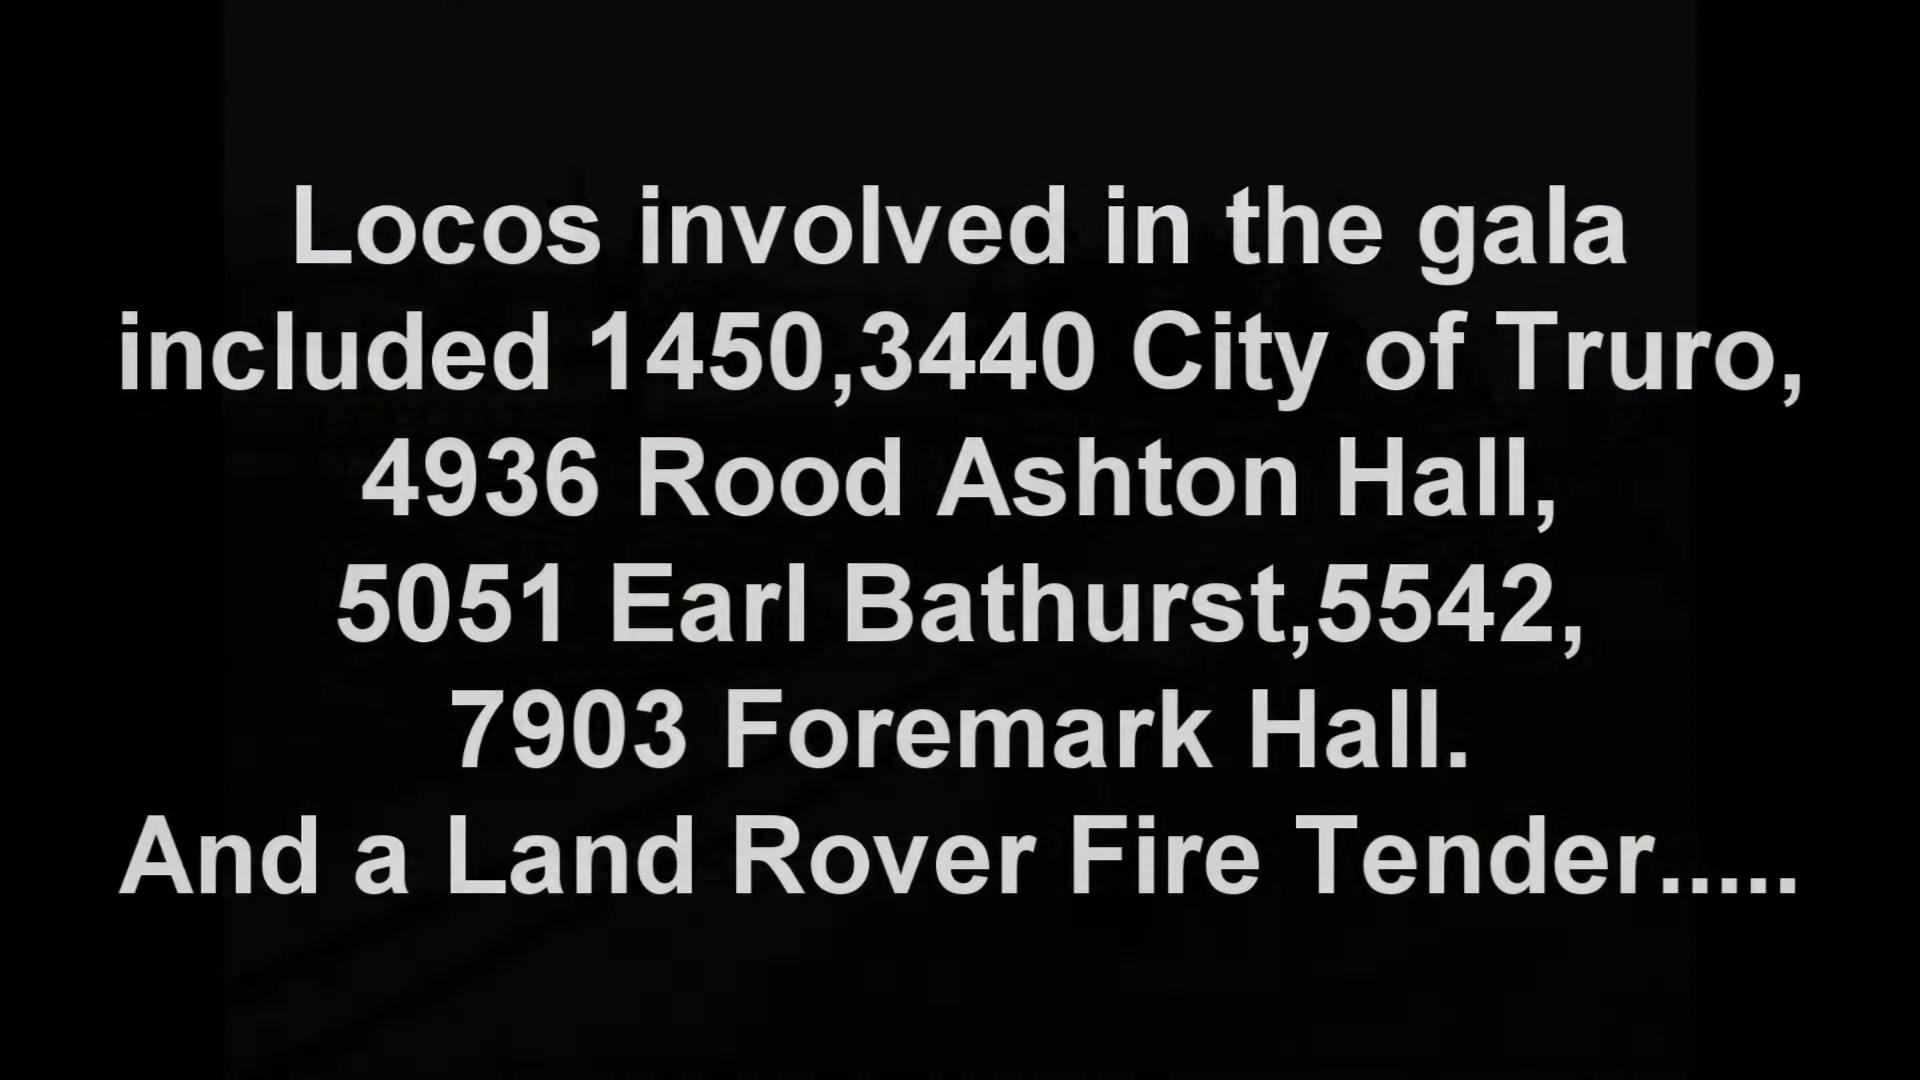 Locos involved in the gala
included 1450,3440 City of Truro,
4936 Rood Ashton Hall,
5051 Earl Bathurst,5542,
7903 Foremark Hall.
And a Land Rover Fire Tender.....